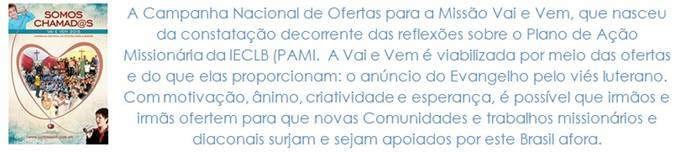 SOMOS
CHAMAD@S
VAI E VEM 2015
A Campanha Nacional de Ofertas para a Missão Vai e Vem, que nasceu
da constatação decorrente das reflexões sobre o Plano de Ação
Missionária da IECLB (PAMI.  A Vai e Vem é viabilizada por meio das ofertas
e do que elas proporcionam: o anúncio do Evangelho pelo viés luterano.
Com motivação, ânimo, criatividade e esperança, é possível que irmãos e
irmãs ofertem para que novas Comunidades e trabalhos missionários e
diaconais surjam e sejam apoiados por este Brasil afora.